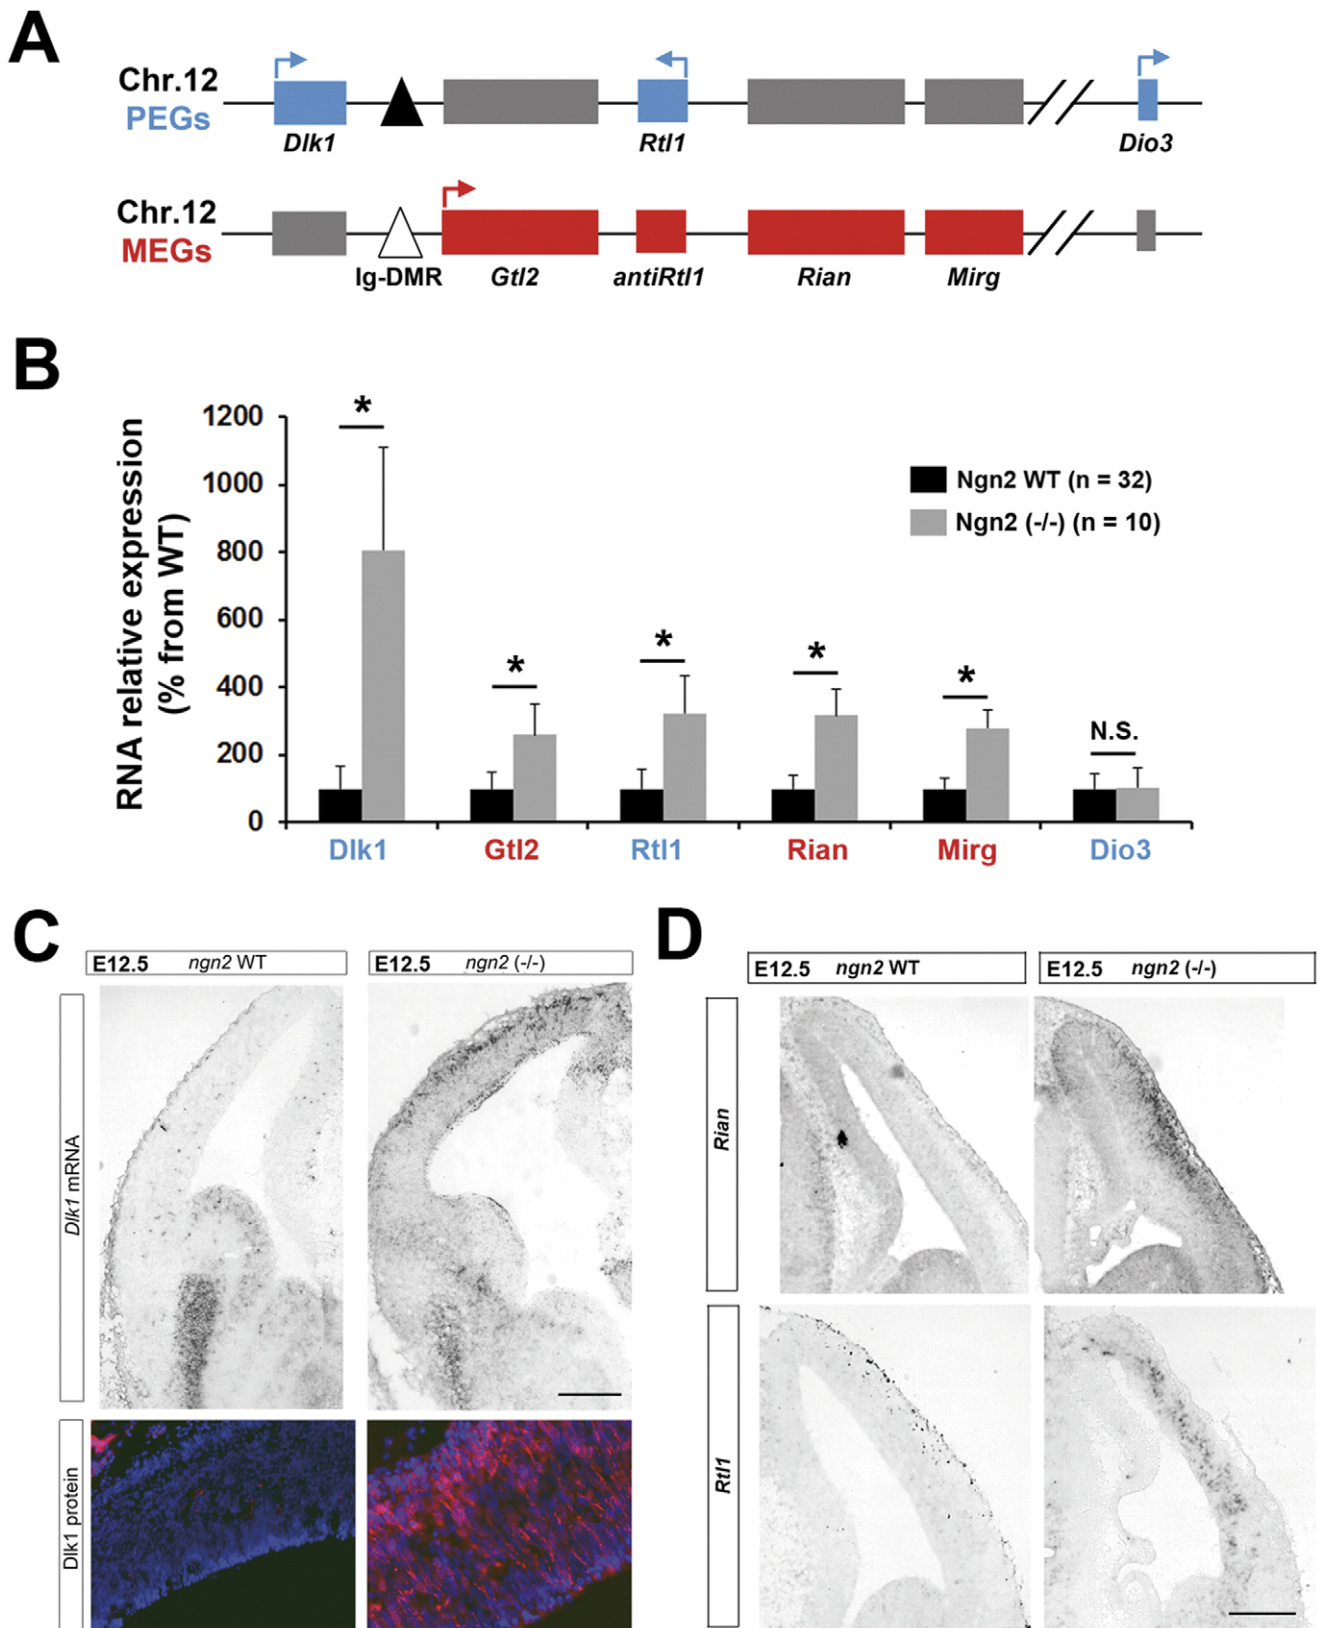 A
Chr.12
PEGs
Dlk1
Rtl1
Dio3
Chr.12
MEGs
Ig-DMR
Gtl2
antiRtl1
Rian
Mirg
B
RNA relative expression
(% from WT)
1200
1000
800
600
400
200
0
*
*
*
*
*
N.S.
Ngn2 WT (n = 32)
Ngn2 (-/-) (n = 10)
Dlk1
Gtl2
Rtl1
Rian
Mirg
Dio3
C
E12.5 ngn2 WT
E12.5 ngn2 (-/-)
Dlk1 mRNA
Dlk1 protein
D
E12.5 ngn2 WT
E12.5 ngn2 (-/-)
Rian
Rtl1